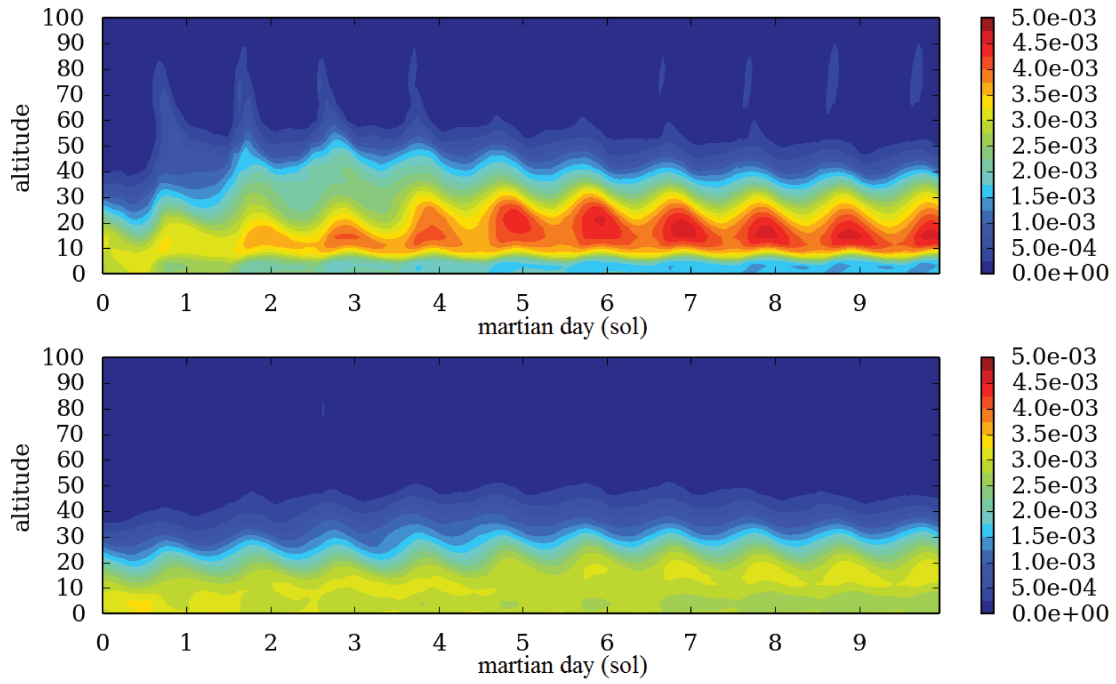 100
90
80
70
60
50
40
30
20
10
0
altitude
0 1 2 3 4 5 6 7 8 9
martian day (sol)
5.0e-03
4.5e-03
4.0e-03
3.5e-03
3.0e-03
2.5e-03
2.0e-03
1.5e-03
1.0e-03
5.0e-04
0.0e+00
100
90
80
70
60
50
40
30
20
10
0
altitude
0 1 2 3 4 5 6 7 8 9
martian day (sol)
5.0e-03
4.5e-03
4.0e-03
3.5e-03
3.0e-03
2.5e-03
2.0e-03
1.5e-03
1.0e-03
5.0e-04
0.0e+00